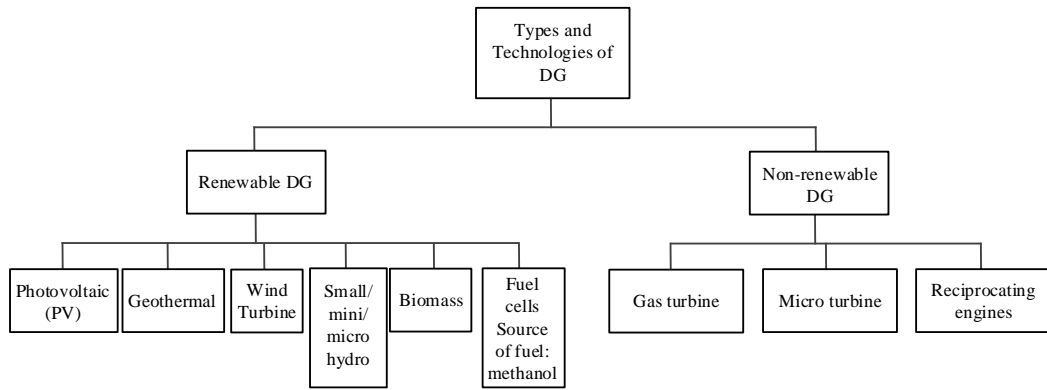 Types and
Technologies of
DG
Renewable DG
Non-renewable
DG
Photovoltaic
(PV)
Geothermal
Wind
Turbine
Small/
mini/
micro
hydro
Biomass
Fuel
cells
Source
of fuel:
methanol
Gas turbine
Micro turbine
Reciprocating
engines